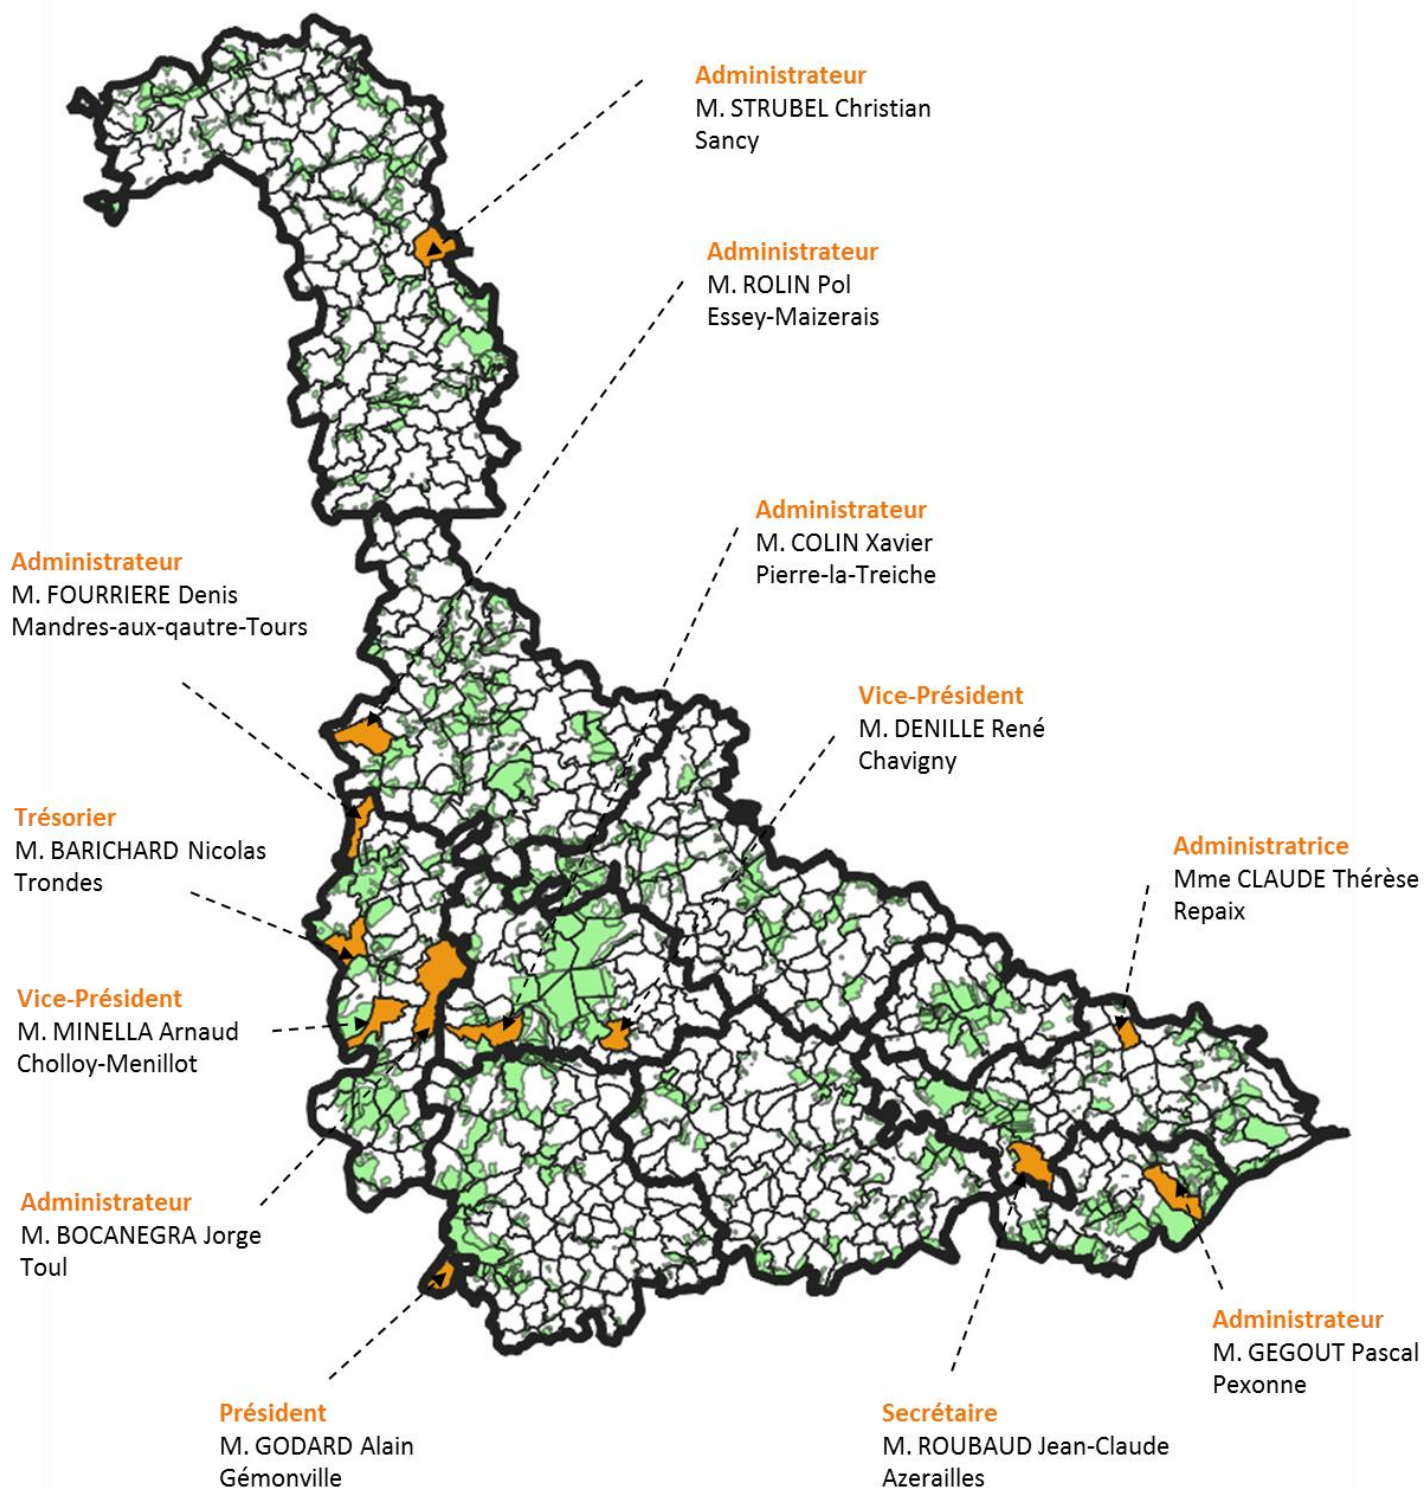 Administrateur
M. STRUBEL Christian
Sancy
Administrateur
M. ROLIN Pol
Essey-Maizerais
Administrateur
M. COLIN Xavier
Pierre-la-Treiche
Administrateur
M. FOURRIERE Denis
Mandres-aux-qautre-Tours
Vice-Président
M. DENILLE René
Chavigny
Trésorier
M. BARICHARD Nicolas
Trondes
Administratrice
Mme CLAUDE Thérèse
Repaix
Vice-Président
M. MINELLA Arnaud
Cholloy-Menillot
Administrateur
M. BOCANEGRA Jorge
Toul
Administrateur
M. GEGOUT Pascal
Pexonne
Président
M. GODARD Alain
Gémonville
Secrétaire
M. ROUBAUD Jean-Claude
Azerailles